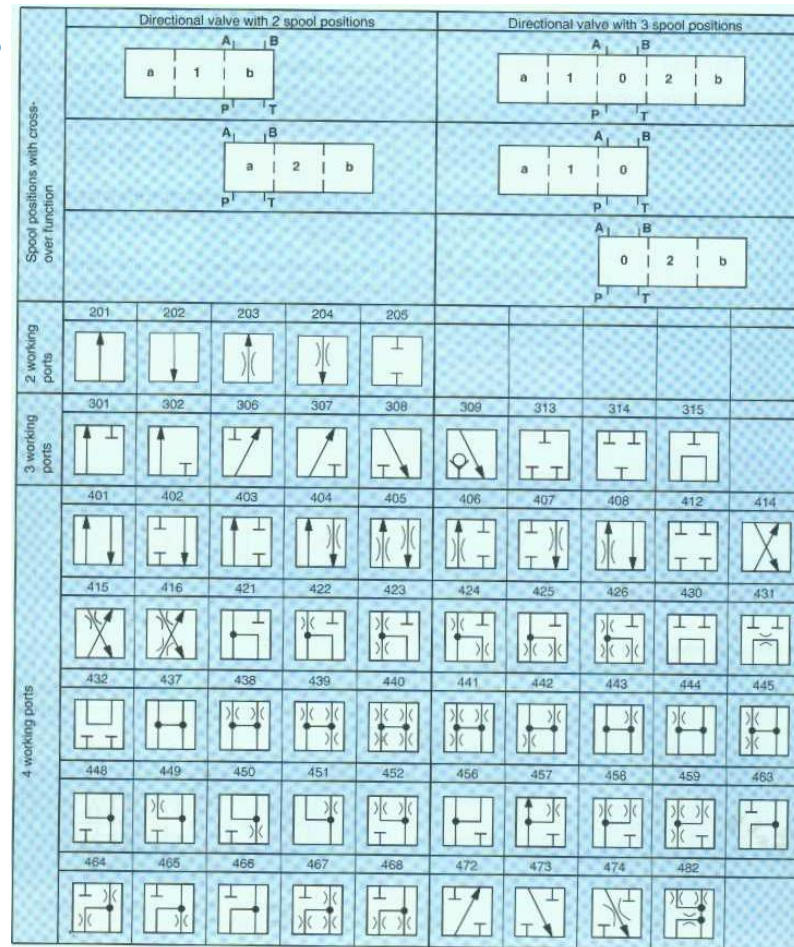 Directional valve with 2 spool positions
Directional valve with 3 spool positions
Spool positions with cross-
over function
A B
a 1 b
P T
A B
a 1 0 2 b
P T
A B
a 2 b
P T
A B
a 1 0
P T
A B
0 2 b
P T
2 working
ports
201 202 203 204 205
3 working
ports
301 302 306 307 308 309 313 314 315
4 working ports
401 402 403 404 405 406 407 408 412 414
415 416 421 422 423 424 425 426 430 431
432 437 438 439 440 441 442 443 444 445
448 449 450 451 452 456 457 458 459 463
464 465 466 467 468 472 473 474 482